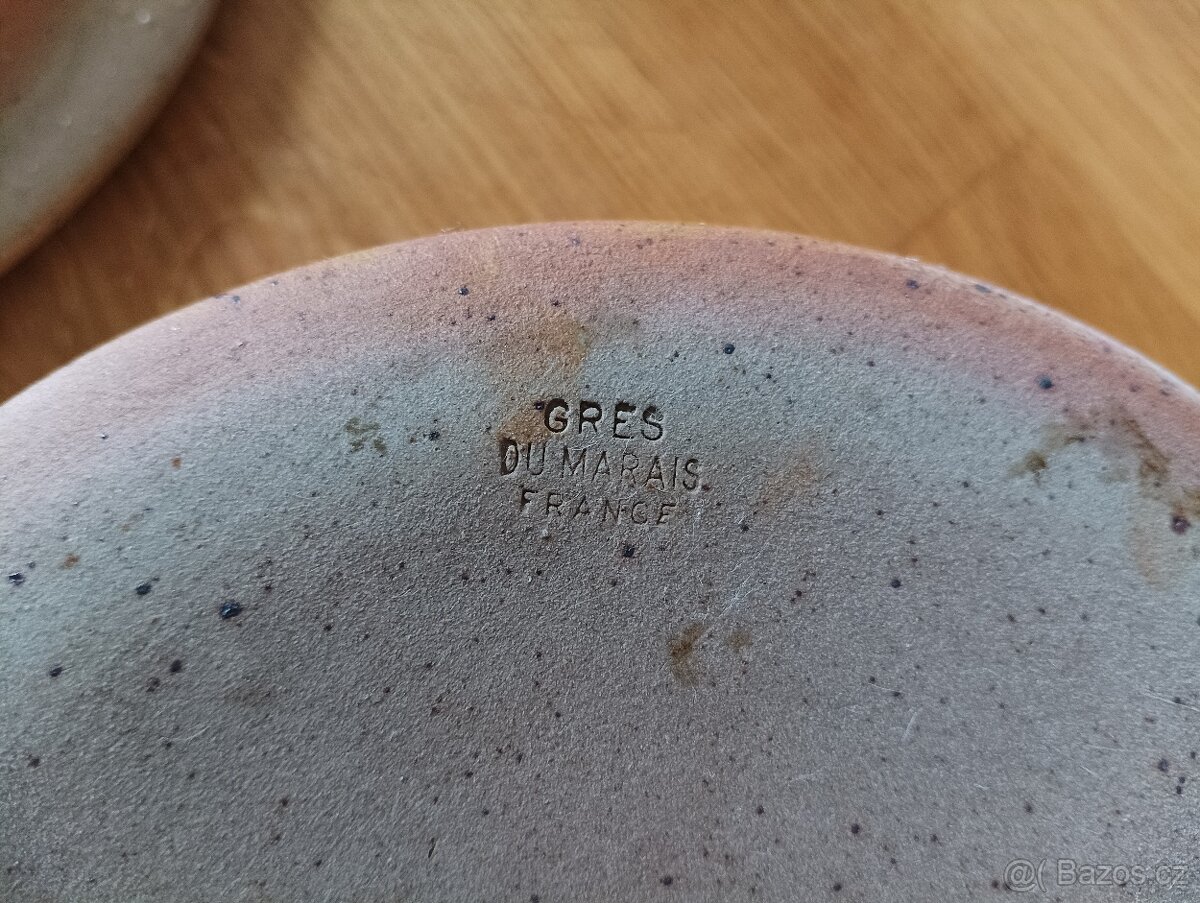 GRES
DU MARAIS
FRANCE
@( Bazos.cz